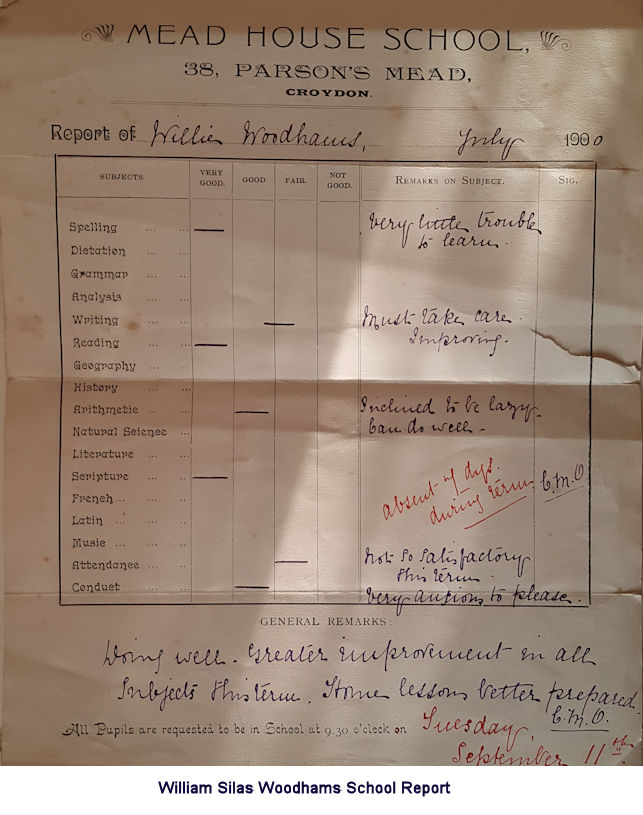 MEAD HOUSE SCHOOL,
38, PARSON'S MEAD,
CROYDON.
Report of Willie Woodhams, July 1900
SUBJECTS. VERY GOOD. GOOD. FAIR. NOT GOOD. REMARKS ON SUBJECT. SIG.
Spelling ... ... Very little trouble
to learn.
Dictation ... ...
Grammar ... ...
Analysis ... ...
Writing ... ... Must take care.
Improving.
Reading ... ...
Geography ... ...
History ... ...
Arithmetic ... ... Inclined to be lazy.
Can do well -
Natural Science ...
Literature ... ...
Scripture ... ...
absent dys. C.M.O.
during term
French ... ...
Latin ... ...
Music ... ...
Attendance ... ... Not so satisfactory
this term.
Conduct ... ... Very anxious to please.
GENERAL REMARKS:
Doing well. Greater improvement in all
Subjects this term. Home lessons better prepared.
C.M.O.
All Pupils are requested to be in School at 9.30 o'clock on Tuesday,
September 11th
William Silas Woodhams School Report